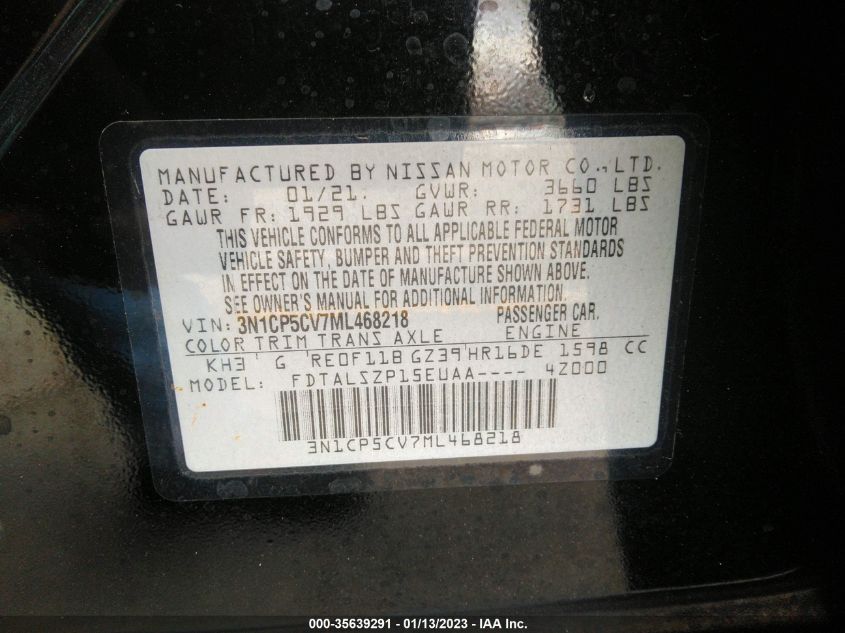 MANUFACTURED BY NISSAN MOTOR CO., LTD.
DATE: 01/21. GVWR: 3660 LBS
GAWR FR: 1929 LBS GAWR RR: 1731 LBS
THIS VEHICLE CONFORMS TO ALL APPLICABLE FEDERAL MOTOR
VEHICLE SAFETY, BUMPER AND THEFT PREVENTION STANDARDS
IN EFFECT ON THE DATE OF MANUFACTURE SHOWN ABOVE.
SEE OWNER'S MANUAL FOR ADDITIONAL INFORMATION.
VIN: 3N1CP5CV7ML468218 PASSENGER CAR.
COLOR TRIM TRANS AXLE ENGINE
KH3 ' G 'RE0F11B GZ39'HR16DE 1598 CC
MODEL: FDTALSZP15EUAA---- 4Z000
3N1CP5CV7ML468218
000-35639291 - 01/13/2023 - IAA Inc.